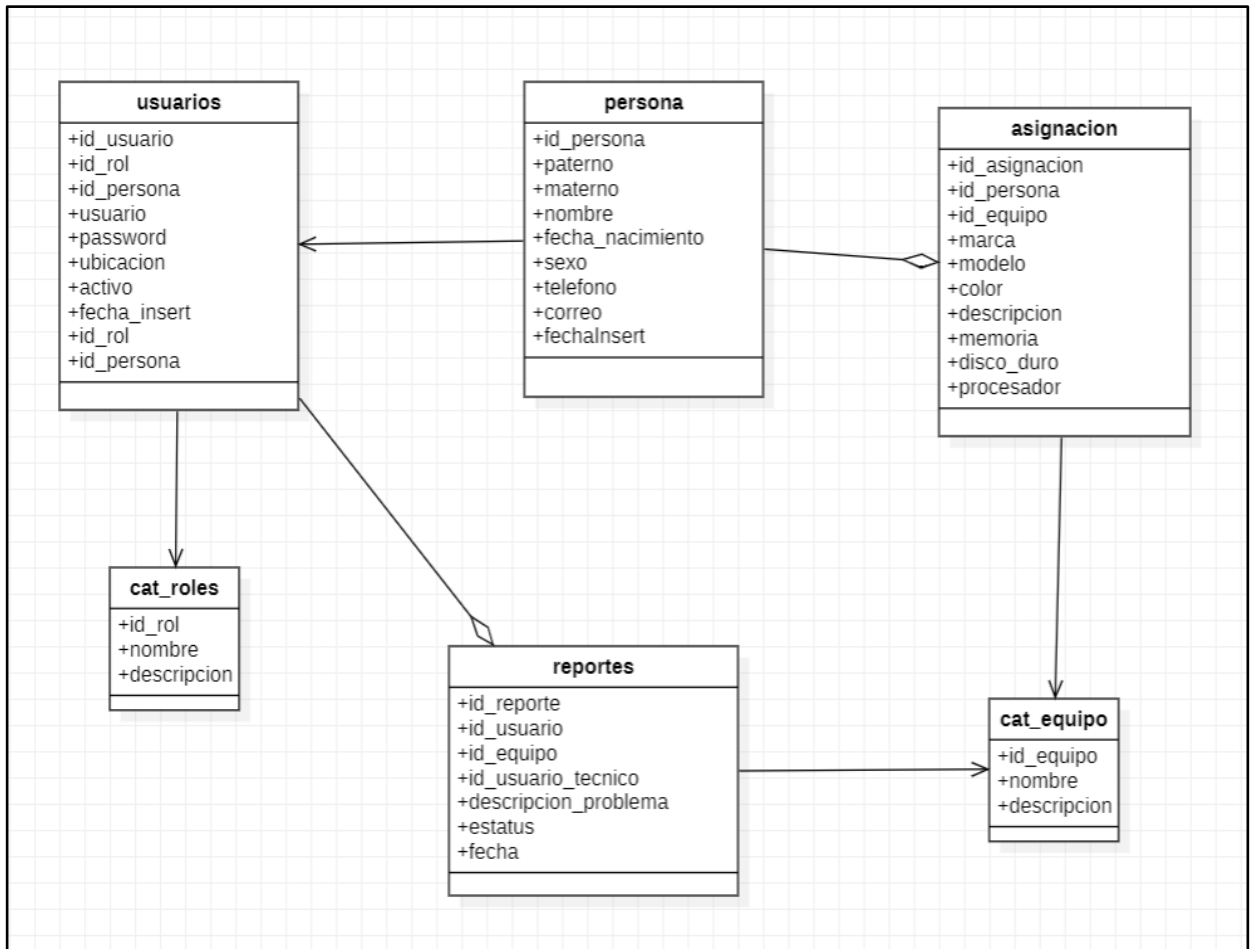 usuarios
+id_usuario
+id_rol
+id_persona
+usuario
+password
+ubicacion
+activo
+fecha_insert
+id_rol
+id_persona
persona
+id_persona
+paterno
+materno
+nombre
+fecha_nacimiento
+sexo
+telefono
+correo
+fechaInsert
asignacion
+id_asignacion
+id_persona
+id_equipo
+marca
+modelo
+color
+descripcion
+memoria
+disco_duro
+procesador
cat_roles
+id_rol
+nombre
+descripcion
reportes
+id_reporte
+id_usuario
+id_equipo
+id_usuario_tecnico
+descripcion_problema
+estatus
+fecha
cat_equipo
+id_equipo
+nombre
+descripcion